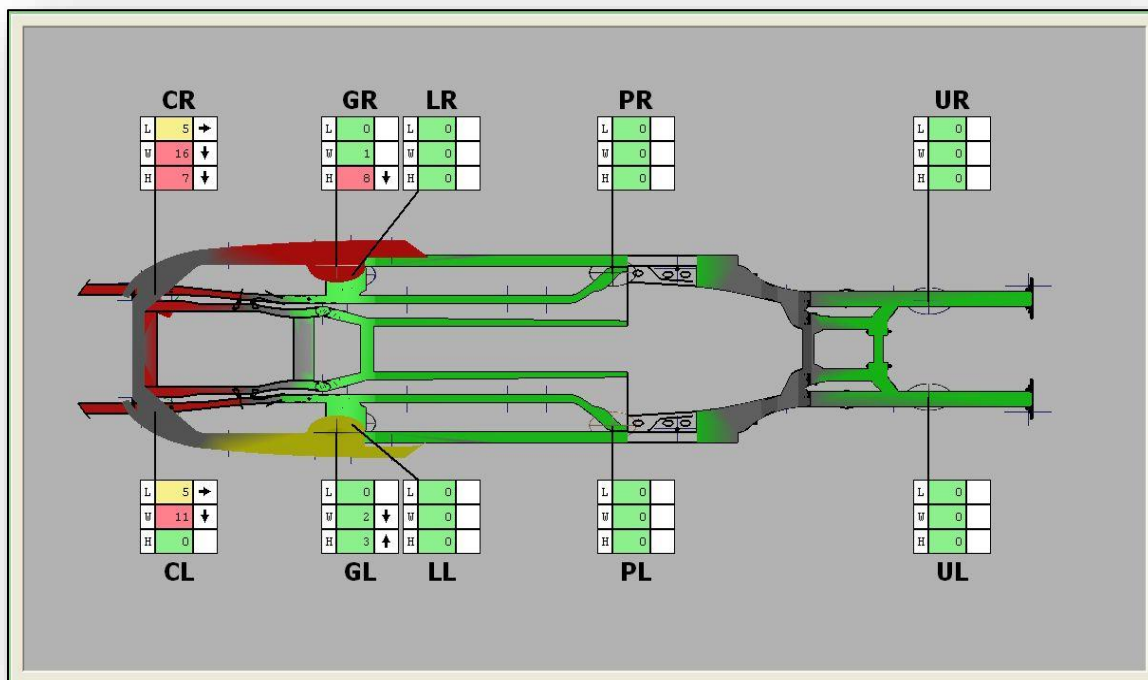 CR GR LR PR UR
L 5 → L 0 L 0 L 0 L 0
W 16 ↓ W 1 W 0 W 0 W 0
H 7 ↓ H 8 ↓ H 0 H 0 H 0
L 5 → L 0 L 0 L 0 L 0
W 11 ↓ W 2 ↓ W 0 W 0 W 0
H 0 H 3 ↑ H 0 H 0 H 0
CL GL LL PL UL